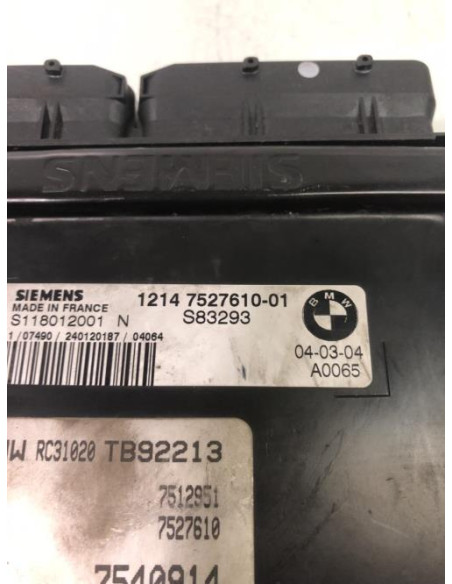 SIEMENS
SIEMENS
MADE IN FRANCE
S118012001 N
1214 7527610-01
S83293
BMW
04-03-04
A0065
1 / 07490 / 240120187 / 04064
RC31020 TB92213
7512951
7527610
7540914